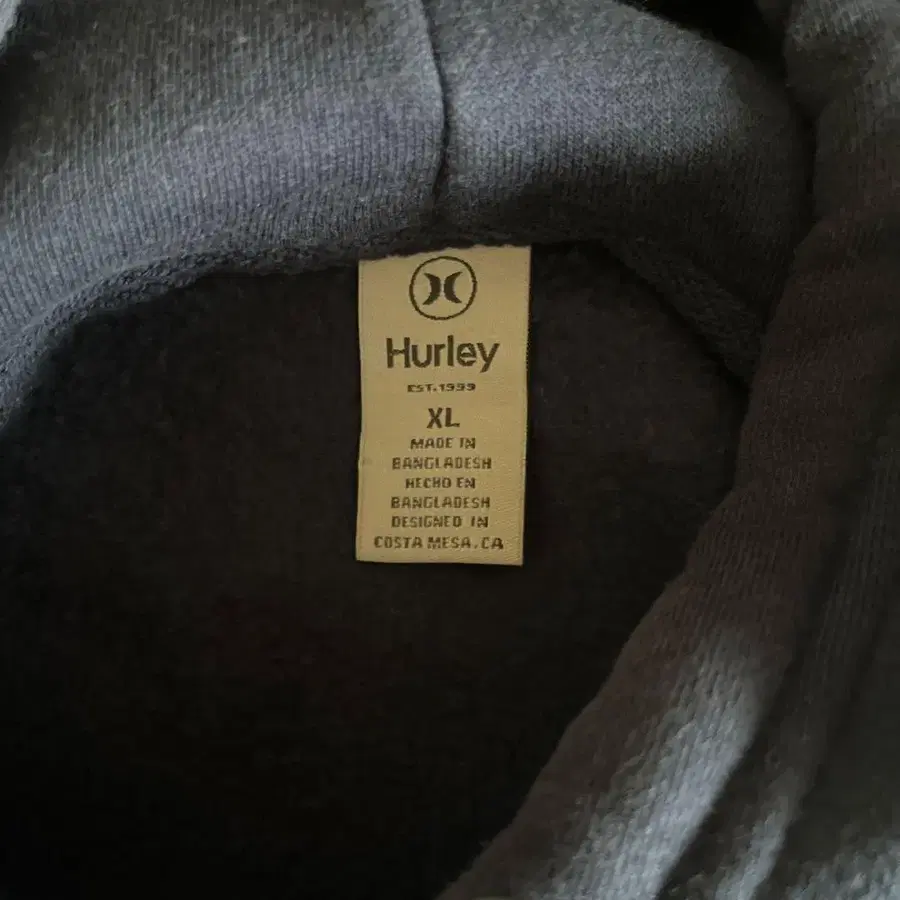 Hurley
EST.1999
XL
MADE IN
BANGLADESH
HECHO EN
BANGLADESH
DESIGNED IN
COSTA MESA, CA